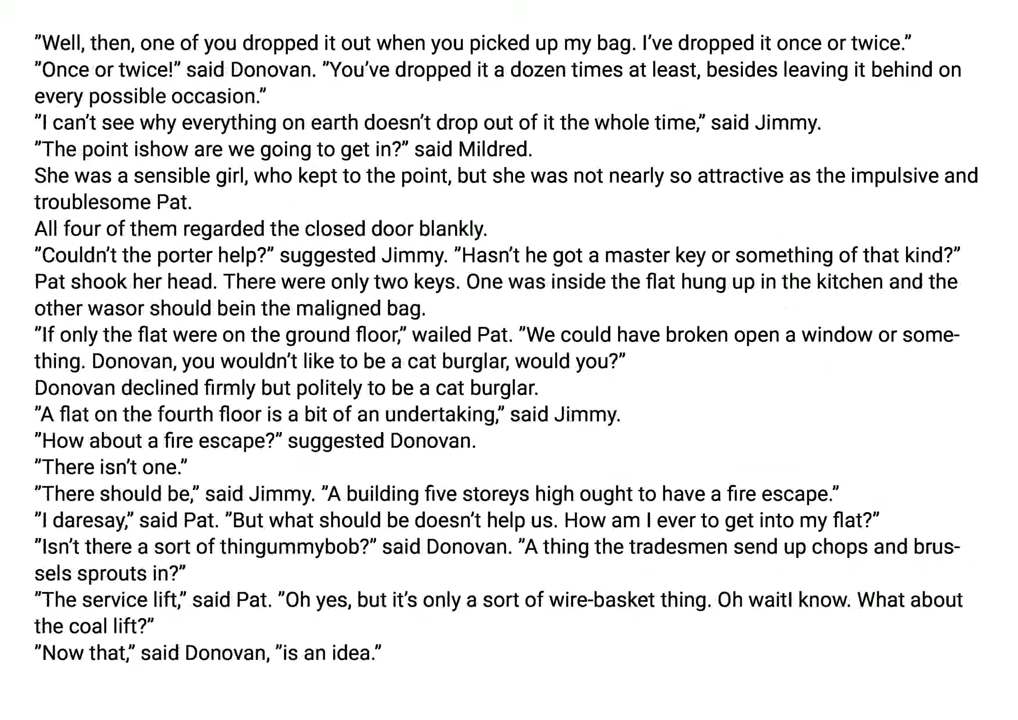 "Well, then, one of you dropped it out when you picked up my bag. I've dropped it once or twice."
"Once or twice!" said Donovan. "You've dropped it a dozen times at least, besides leaving it behind on
every possible occasion."
"I can't see why everything on earth doesn't drop out of it the whole time," said Jimmy.
"The point ishow are we going to get in?" said Mildred.
She was a sensible girl, who kept to the point, but she was not nearly so attractive as the impulsive and
troublesome Pat.
All four of them regarded the closed door blankly.
"Couldn't the porter help?" suggested Jimmy. "Hasn't he got a master key or something of that kind?"
Pat shook her head. There were only two keys. One was inside the flat hung up in the kitchen and the
other wasor should bein the maligned bag.
"If only the flat were on the ground floor," wailed Pat. "We could have broken open a window or some-
thing. Donovan, you wouldn't like to be a cat burglar, would you?"
Donovan declined firmly but politely to be a cat burglar.
"A flat on the fourth floor is a bit of an undertaking," said Jimmy.
"How about a fire escape?" suggested Donovan.
"There isn't one."
"There should be," said Jimmy. "A building five storeys high ought to have a fire escape."
"I daresay," said Pat. "But what should be doesn't help us. How am I ever to get into my flat?"
"Isn't there a sort of thingummybob?" said Donovan. "A thing the tradesmen send up chops and brus-
sels sprouts in?"
"The service lift," said Pat. "Oh yes, but it's only a sort of wire-basket thing. Oh waitI know. What about
the coal lift?"
"Now that," said Donovan, "is an idea."